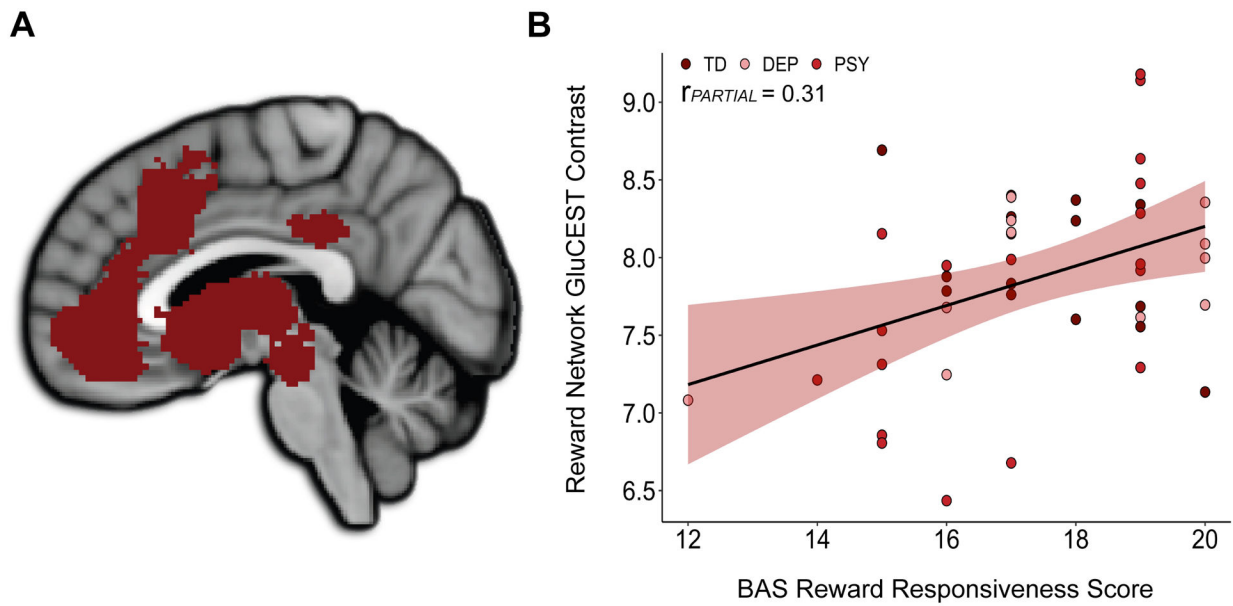 A
B
TD DEP PSY
rPARTIAL = 0.31
Reward Network GluCEST Contrast
9.0
8.5
8.0
7.5
7.0
6.5
12 14 16 18 20
BAS Reward Responsiveness Score